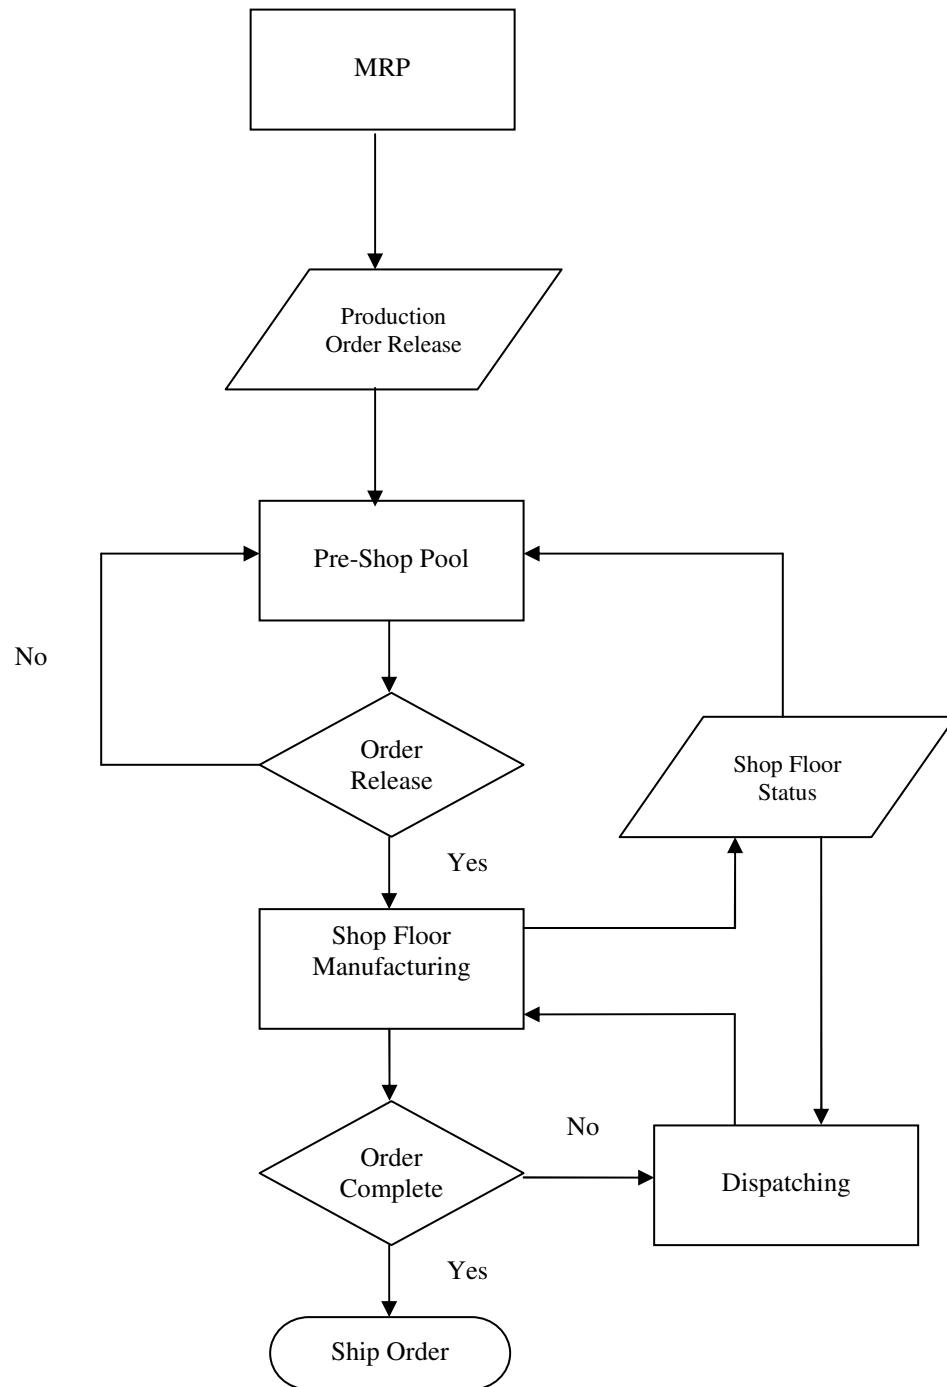 MRP
Production
Order Release
Pre-Shop Pool
No
Order
Release
Shop Floor
Status
Yes
Shop Floor
Manufacturing
No
Order
Complete
Dispatching
Yes
Ship Order